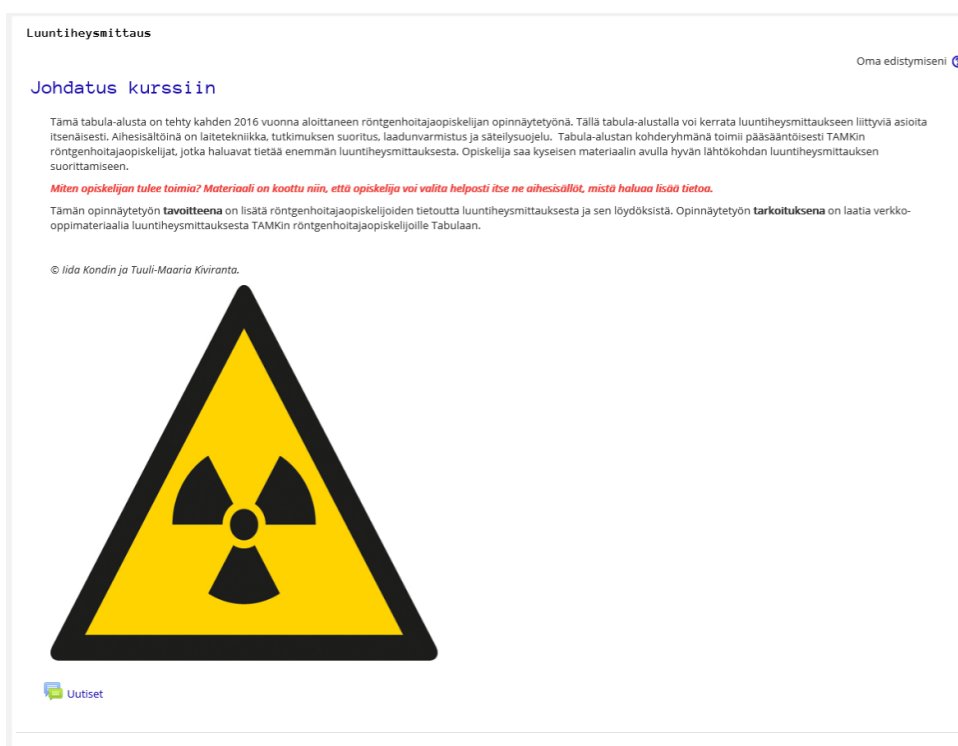 Luuntiheysmittaus
Oma edistymiseni
Johdatus kurssiin
Tämä tabula-alusta on tehty kahden 2016 vuonna aloittaneen röntgenhoitajaopiskelijan opinnäytetyönä. Tällä tabula-alustalla voi kerrata luuntiheysmittaukseen liittyviä asioita
itsenäisesti. Aihesisältöinä on laitetekniikka, tutkimuksen suoritus, laadunvarmistus ja säteilysuojelu. Tabula-alustan kohderyhmänä toimii pääsääntöisesti TAMKin
röntgenhoitajaopiskelijat, jotka haluavat tietää enemmän luuntiheysmittauksesta. Opiskelija saa kyseisen materiaalin avulla hyvän lähtökohdan luuntiheysmittauksen
suorittamiseen.
Miten opiskelijan tulee toimia? Materiaali on koottu niin, että opiskelija voi valita helposti itse ne aihesisällöt, mistä haluaa lisää tietoa.
Tämän opinnäytetyön tavoitteena on lisätä röntgenhoitajaopiskelijoiden tietoutta luuntiheysmittauksesta ja sen löydöksistä. Opinnäytetyön tarkoituksena on laatia verkko-
oppimateriaalia luuntiheysmittauksesta TAMKin röntgenhoitajaopiskelijoille Tabulaan.
© Iida Kondin ja Tuuli-Maaria Kiviranta.
Uutiset